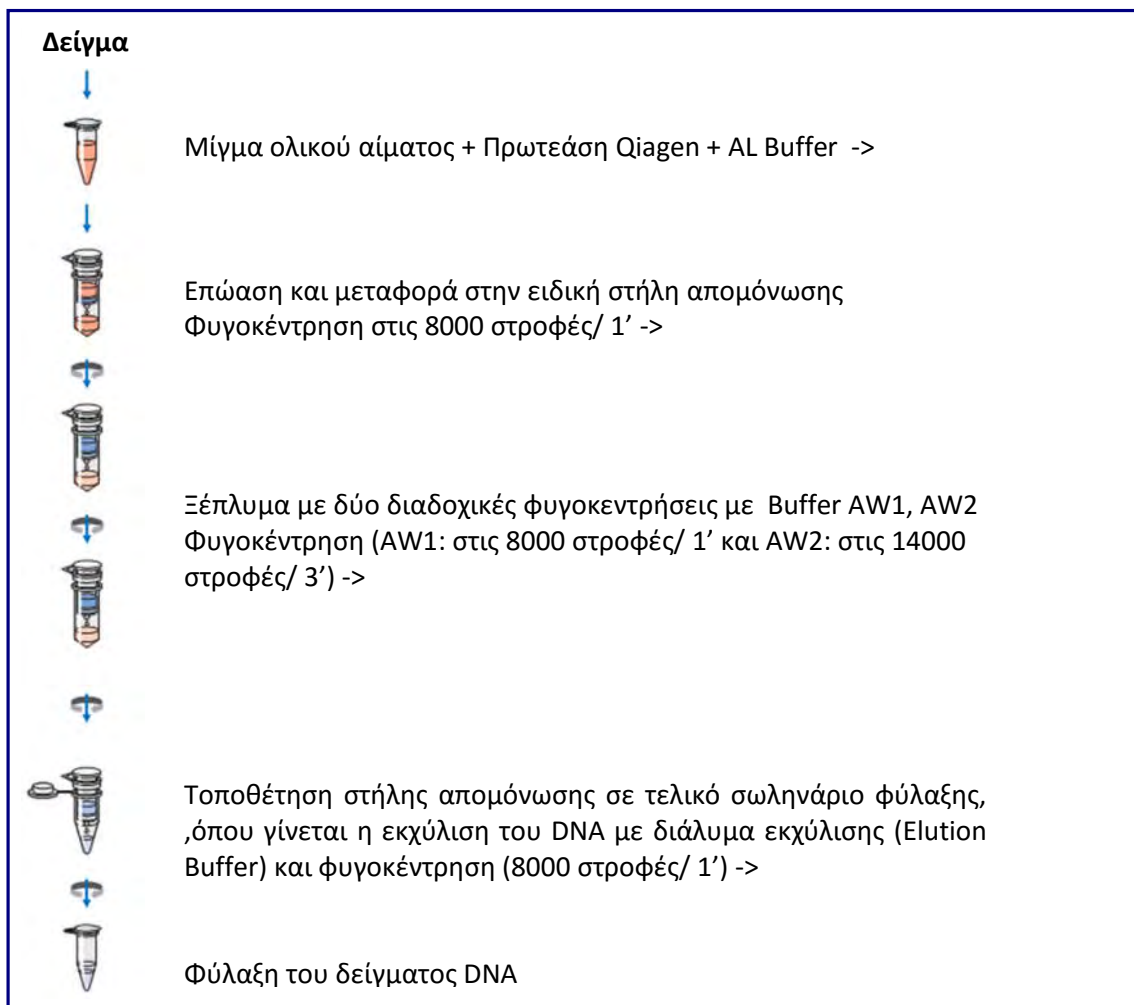 Δείγμα
Μίγμα ολικού αίματος + Πρωτεάση Qiagen + AL Buffer ->
Επώαση και μεταφορά στην ειδική στήλη απομόνωσης
Φυγοκέντρηση στις 8000 στροφές/ 1’ ->
Ξέπλυμα με δύο διαδοχικές φυγοκεντρήσεις με Buffer AW1, AW2
Φυγοκέντρηση (AW1: στις 8000 στροφές/ 1’ και AW2: στις 14000
στροφές/ 3’) ->
Τοποθέτηση στήλης απομόνωσης σε τελικό σωληνάριο φύλαξης,
,όπου γίνεται η εκχύλιση του DNA με διάλυμα εκχύλισης (Elution
Buffer) και φυγοκέντρηση (8000 στροφές/ 1’) ->
Φύλαξη του δείγματος DNA